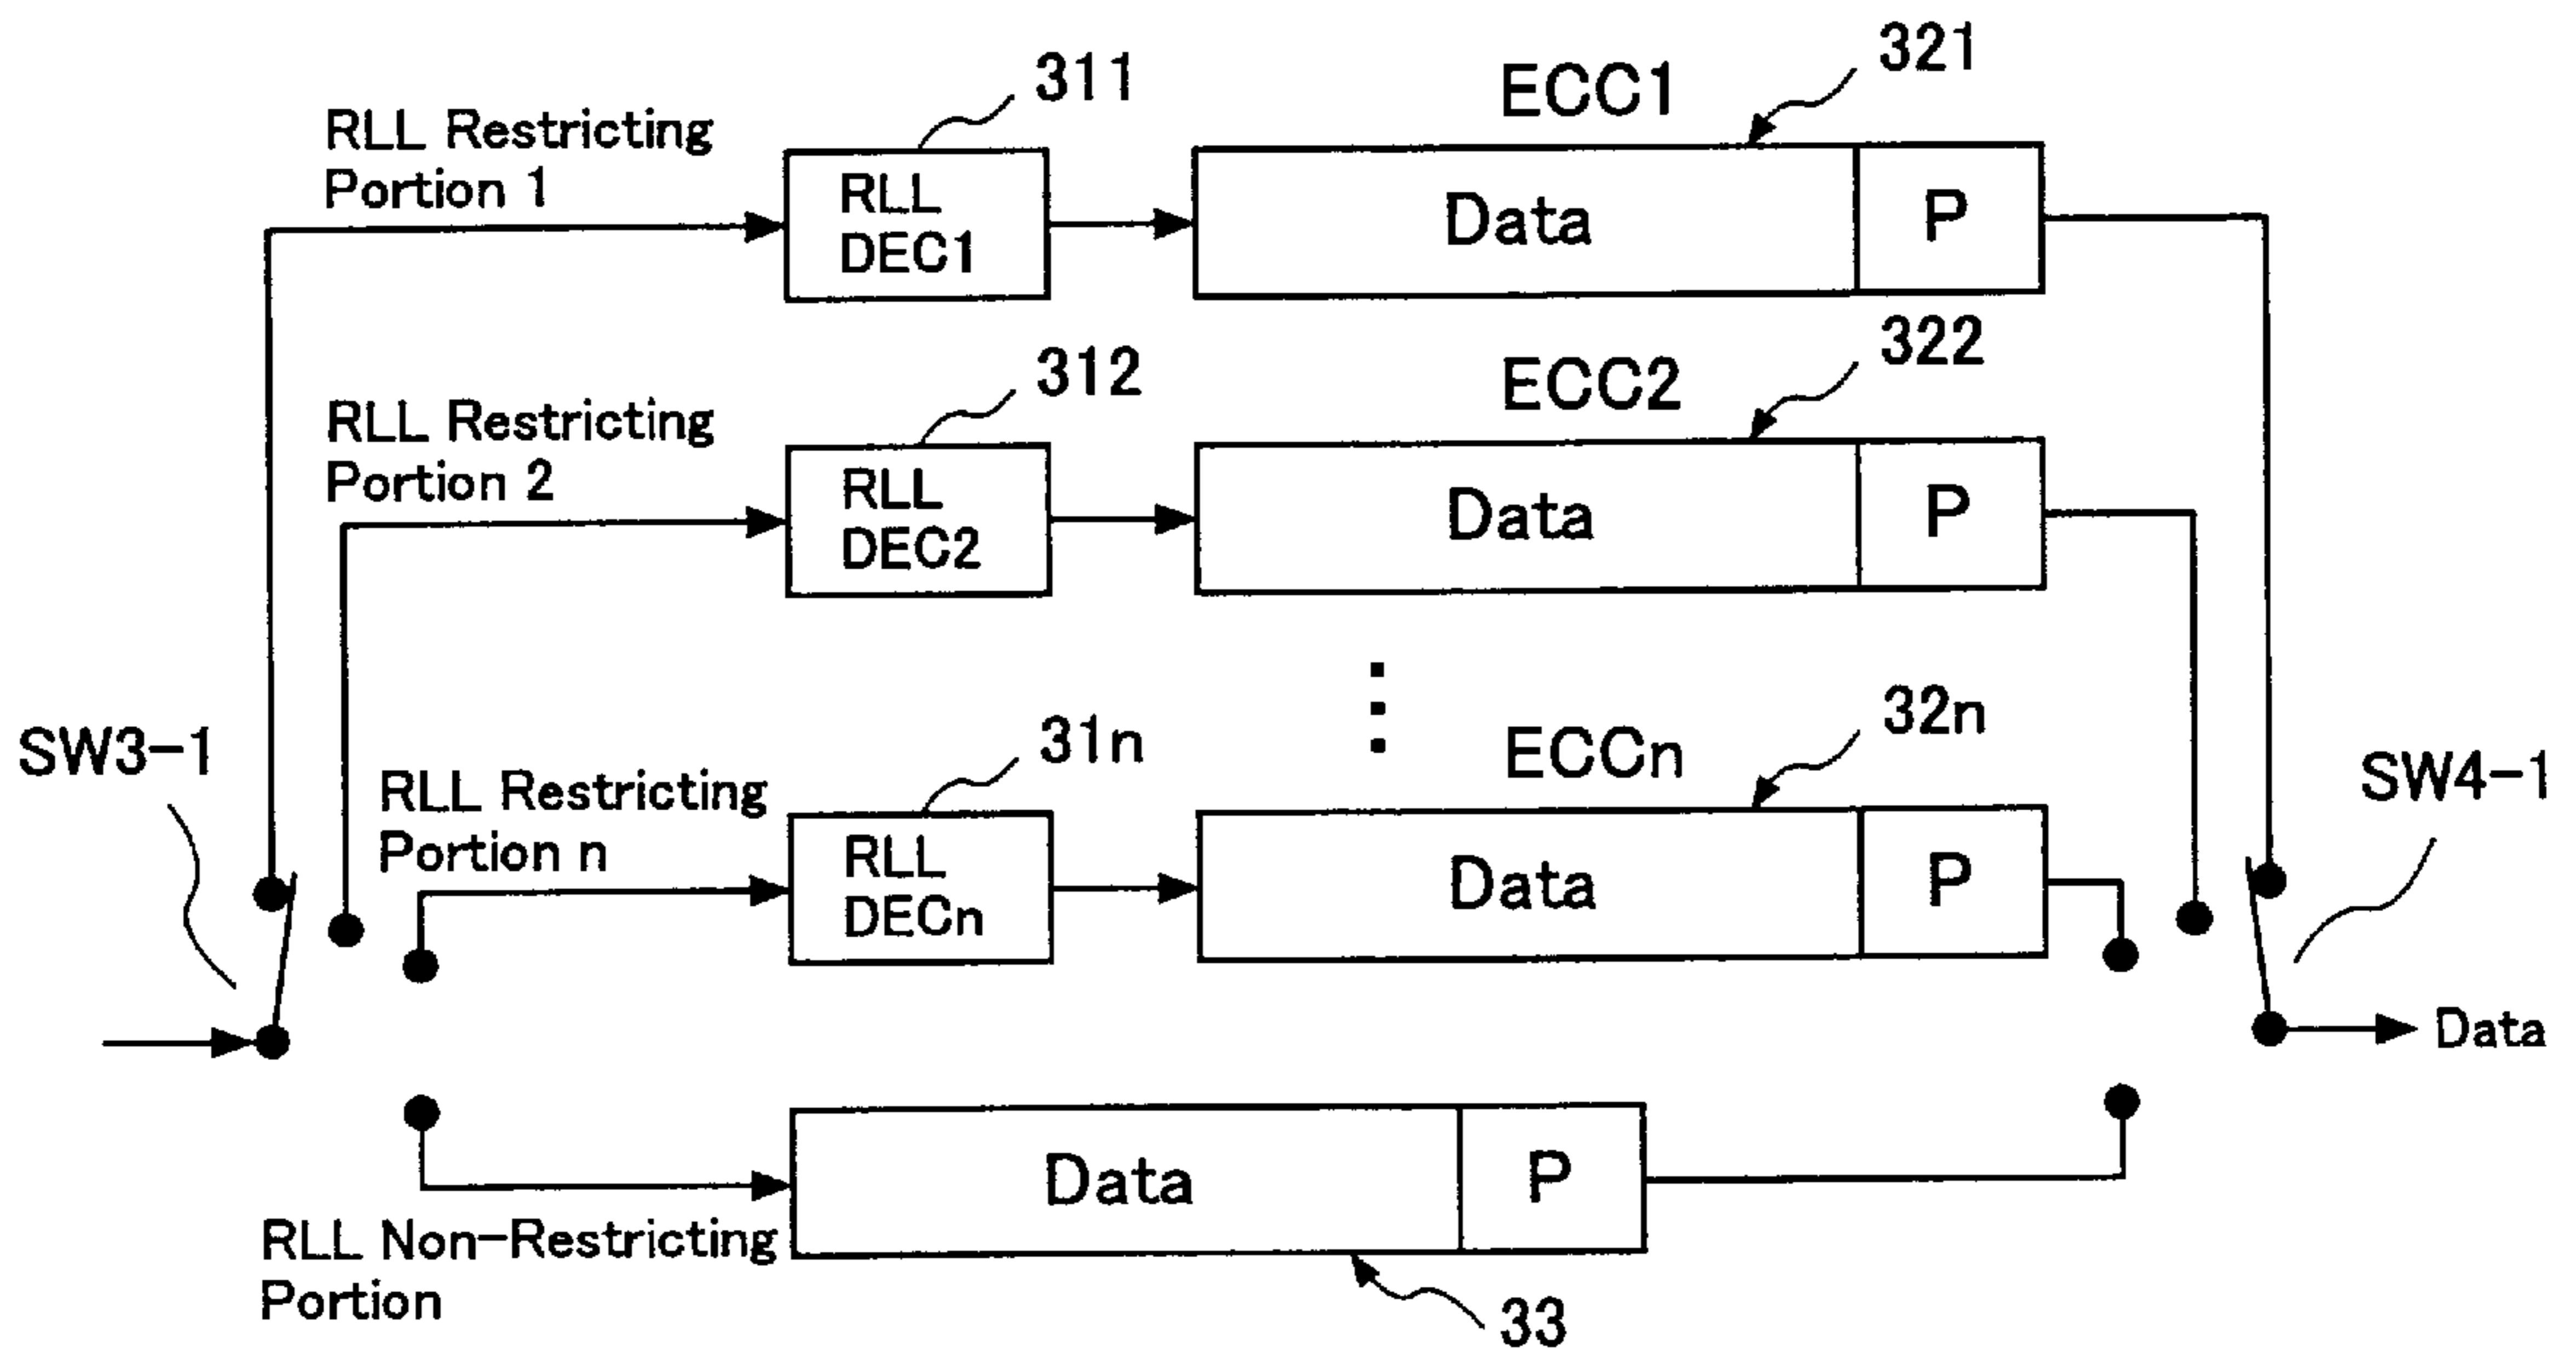 321
ECC1
311
RLL Restricting
Portion 1
RLL
DEC1
Data
P
322
ECC2
312
RLL Restricting
Portion 2
RLL
DEC2
Data
P
32n
ECCn
31n
SW3-1
SW4-1
RLL Restricting
Portion n
RLL
DECn
Data
P
Data
Data
P
RLL Non-Restricting
Portion
33